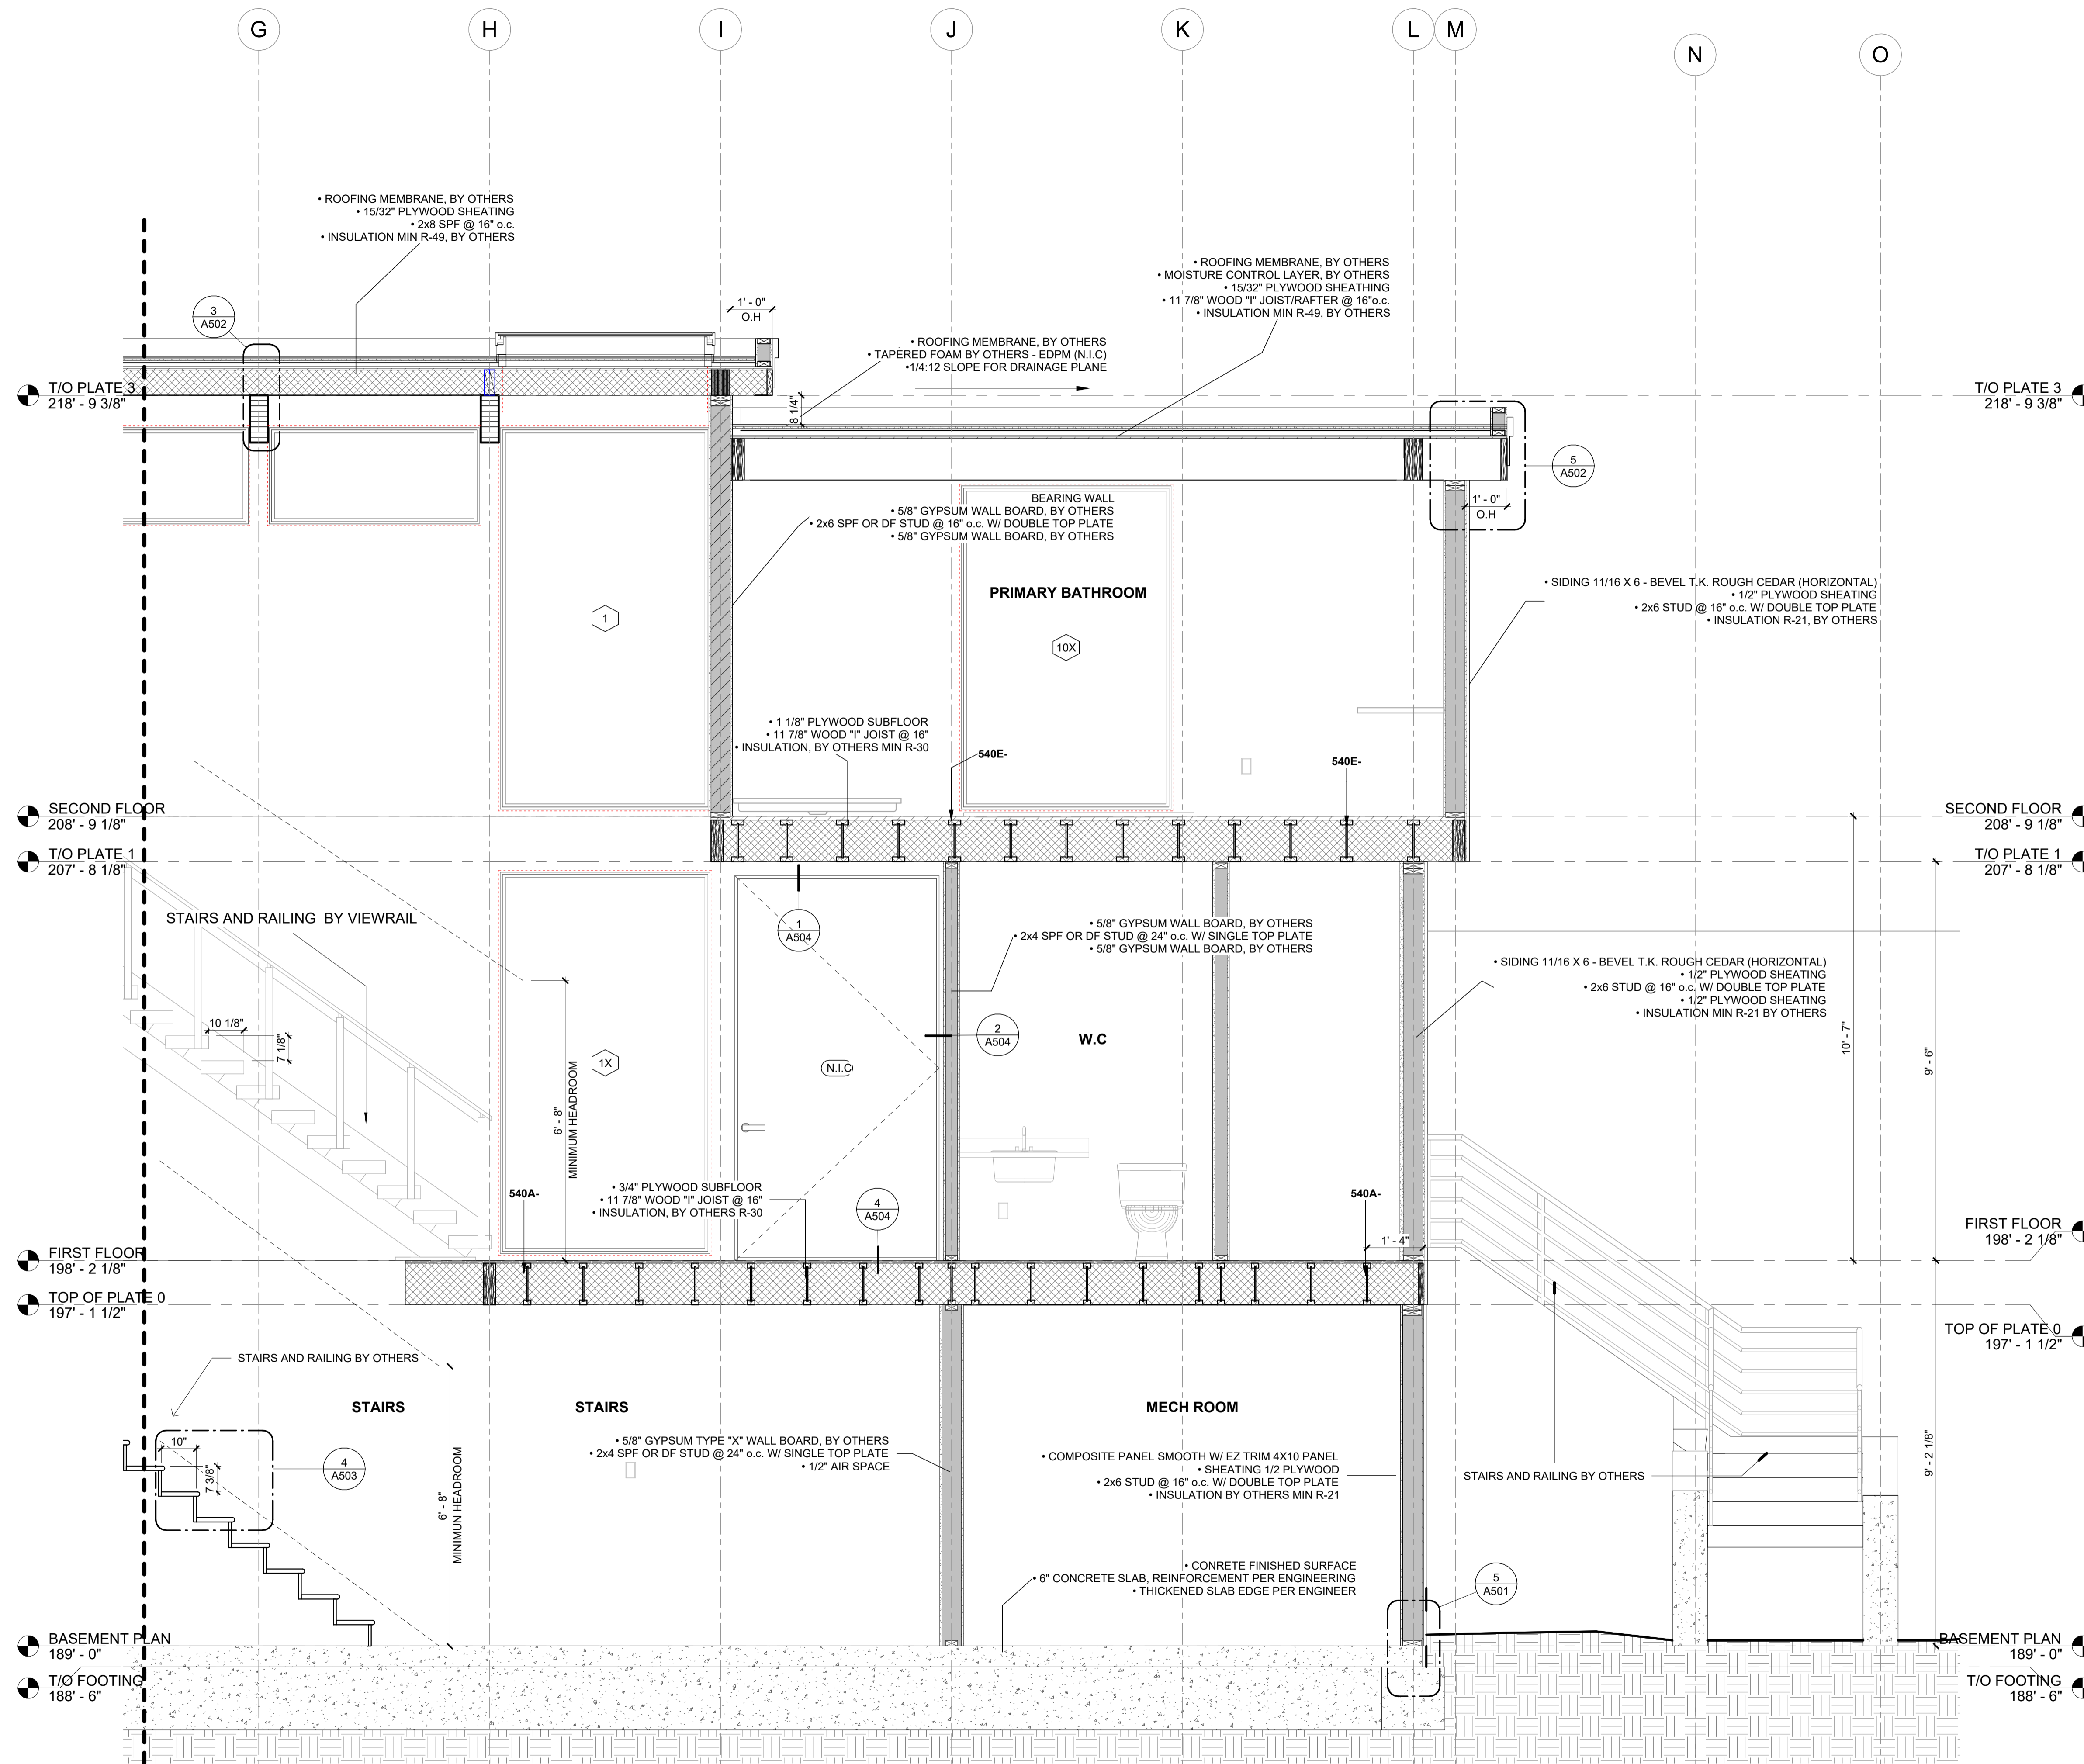 G
H
I
J
K
L
M
N
O
• ROOFING MEMBRANE, BY OTHERS
• 15/32" PLYWOOD SHEATING
• 2x8 SPF @ 16" o.c.
• INSULATION MIN R-49, BY OTHERS
• ROOFING MEMBRANE, BY OTHERS
• MOISTURE CONTROL LAYER, BY OTHERS
• 15/32" PLYWOOD SHEATHING
• 11 7/8" WOOD "I" JOIST/RAFTER @ 16"o.c.
• INSULATION MIN R-49, BY OTHERS
3
A502
1' - 0"
O.H
• ROOFING MEMBRANE, BY OTHERS
• TAPERED FOAM BY OTHERS - EDPM (N.I.C)
•1/4:12 SLOPE FOR DRAINAGE PLANE
T/O PLATE 3
218' - 9 3/8"
T/O PLATE 3
218' - 9 3/8"
8 1/4"
5
A502
1' - 0"
O.H
BEARING WALL
• 5/8" GYPSUM WALL BOARD, BY OTHERS
• 2x6 SPF OR DF STUD @ 16" o.c. W/ DOUBLE TOP PLATE
• 5/8" GYPSUM WALL BOARD, BY OTHERS
PRIMARY BATHROOM
• SIDING 11/16 X 6 - BEVEL T.K. ROUGH CEDAR (HORIZONTAL)
• 1/2" PLYWOOD SHEATING
• 2x6 STUD @ 16" o.c. W/ DOUBLE TOP PLATE
• INSULATION R-21, BY OTHERS
1
10X
• 1 1/8" PLYWOOD SUBFLOOR
• 11 7/8" WOOD "I" JOIST @ 16"
• INSULATION, BY OTHERS MIN R-30
540E-
540E-
SECOND FLOOR
208' - 9 1/8"
SECOND FLOOR
208' - 9 1/8"
T/O PLATE 1
207' - 8 1/8"
T/O PLATE 1
207' - 8 1/8"
STAIRS AND RAILING BY VIEWRAIL
1
A504
• 5/8" GYPSUM WALL BOARD, BY OTHERS
• 2x4 SPF OR DF STUD @ 24" o.c. W/ SINGLE TOP PLATE
• 5/8" GYPSUM WALL BOARD, BY OTHERS
• SIDING 11/16 X 6 - BEVEL T.K. ROUGH CEDAR (HORIZONTAL)
• 1/2" PLYWOOD SHEATING
• 2x6 STUD @ 16" o.c. W/ DOUBLE TOP PLATE
• 1/2" PLYWOOD SHEATING
• INSULATION MIN R-21 BY OTHERS
10 1/8"
7 1/8"
2
A504
W.C
10' - 7"
9' - 6"
1X
N.I.C
6' - 8"
MINIMUM HEADROOM
• 3/4" PLYWOOD SUBFLOOR
• 11 7/8" WOOD "I" JOIST @ 16"
• INSULATION, BY OTHERS R-30
540A-
4
A504
540A-
1' - 4"
FIRST FLOOR
198' - 2 1/8"
FIRST FLOOR
198' - 2 1/8"
TOP OF PLATE 0
197' - 1 1/2"
TOP OF PLATE 0
197' - 1 1/2"
STAIRS AND RAILING BY OTHERS
STAIRS
STAIRS
MECH ROOM
10"
7 3/8"
4
A503
6' - 8"
MINIMUN HEADROOM
• 5/8" GYPSUM TYPE "X" WALL BOARD, BY OTHERS
• 2x4 SPF OR DF STUD @ 24" o.c. W/ SINGLE TOP PLATE
• 1/2" AIR SPACE
• COMPOSITE PANEL SMOOTH W/ EZ TRIM 4X10 PANEL
• SHEATING 1/2 PLYWOOD
• 2x6 STUD @ 16" o.c. W/ DOUBLE TOP PLATE
• INSULATION BY OTHERS MIN R-21
STAIRS AND RAILING BY OTHERS
9' - 2 1/8"
• CONRETE FINISHED SURFACE
• 6" CONCRETE SLAB, REINFORCEMENT PER ENGINEERING
• THICKENED SLAB EDGE PER ENGINEER
5
A501
BASEMENT PLAN
189' - 0"
BASEMENT PLAN
189' - 0"
T/O FOOTING
188' - 6"
T/O FOOTING
188' - 6"